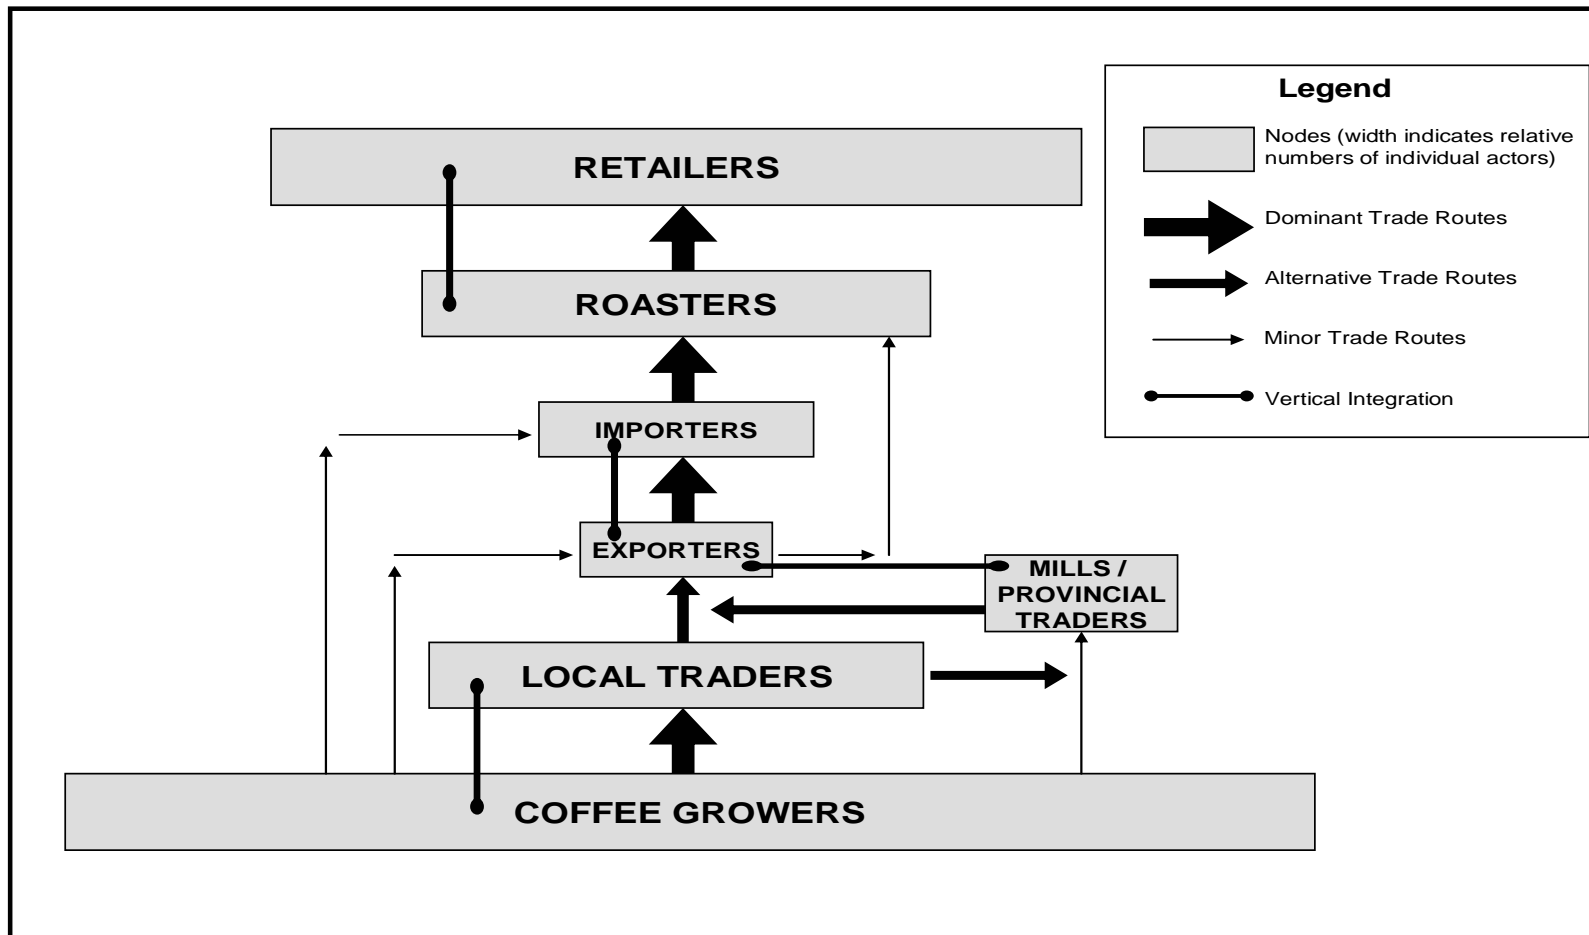 Legend
Nodes (width indicates relative
numbers of individual actors)
Dominant Trade Routes
Alternative Trade Routes
Minor Trade Routes
Vertical Integration
RETAILERS
ROASTERS
IMPORTERS
EXPORTERS
MILLS /
PROVINCIAL
TRADERS
LOCAL TRADERS
COFFEE GROWERS